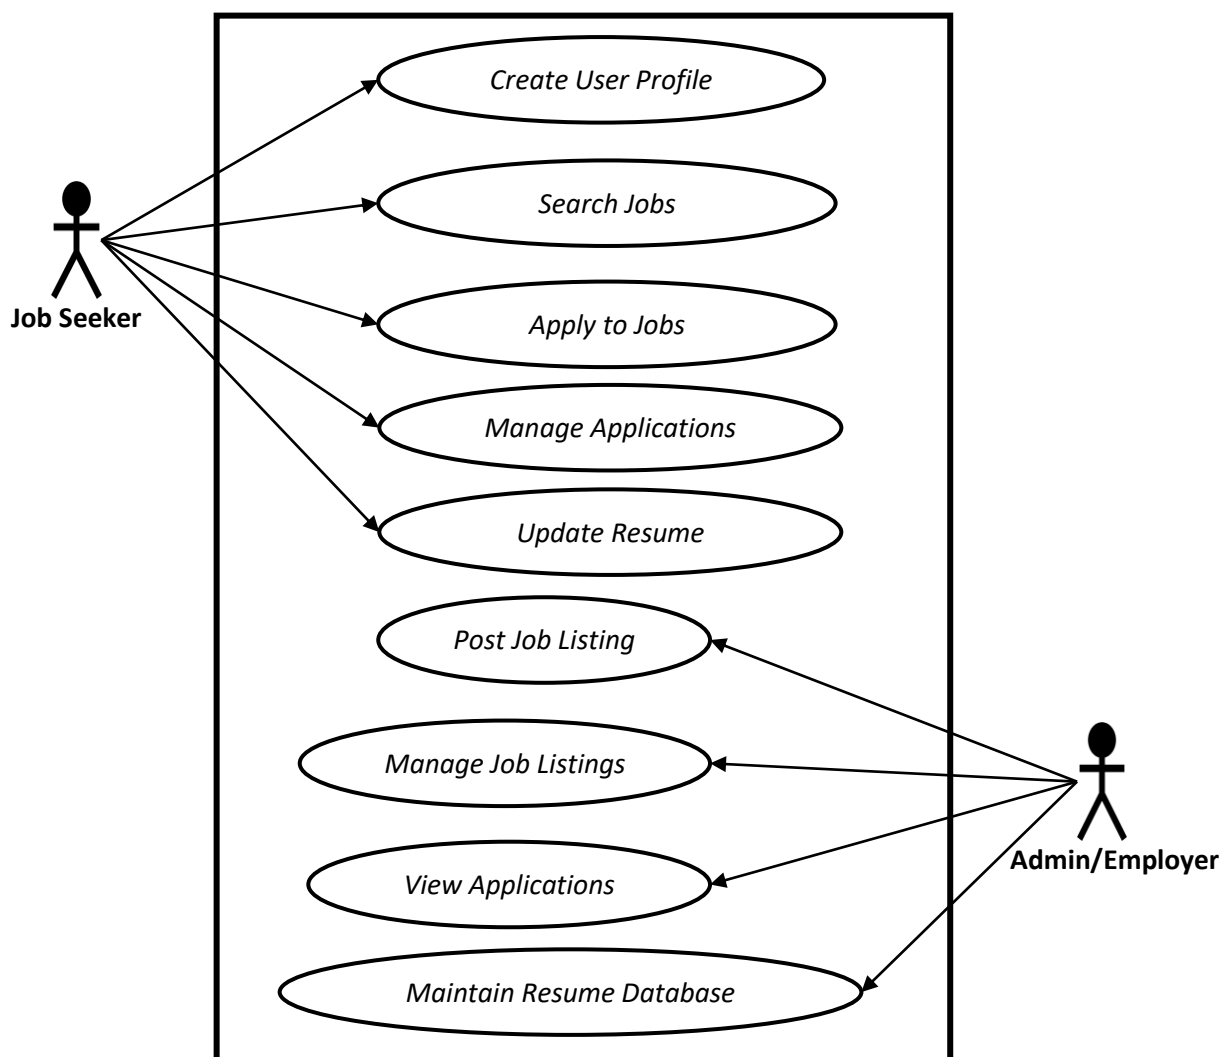 Create User Profile
Search Jobs
Job Seeker
Apply to Jobs
Manage Applications
Update Resume
Post Job Listing
Manage Job Listings
Admin/Employer
View Applications
Maintain Resume Database